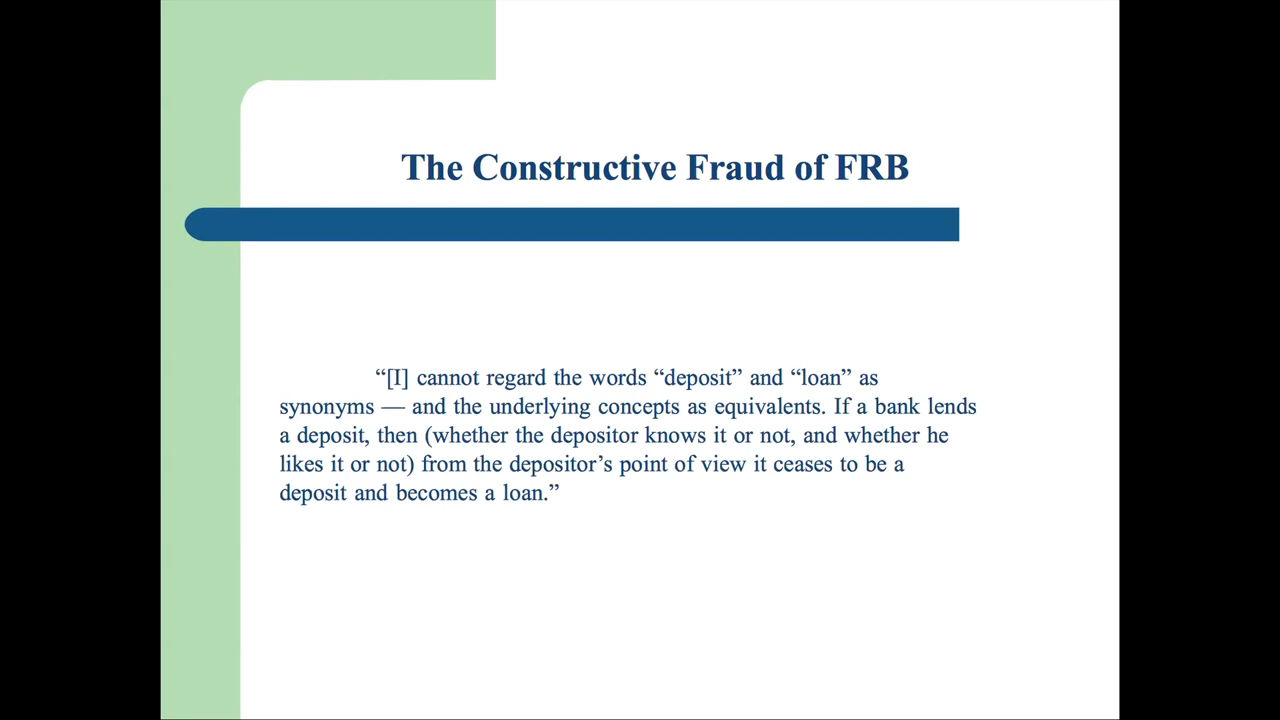 The Constructive Fraud of FRB
“[I] cannot regard the words “deposit” and “loan” as
synonyms — and the underlying concepts as equivalents. If a bank lends
a deposit, then (whether the depositor knows it or not, and whether he
likes it or not) from the depositor’s point of view it ceases to be a
deposit and becomes a loan.”